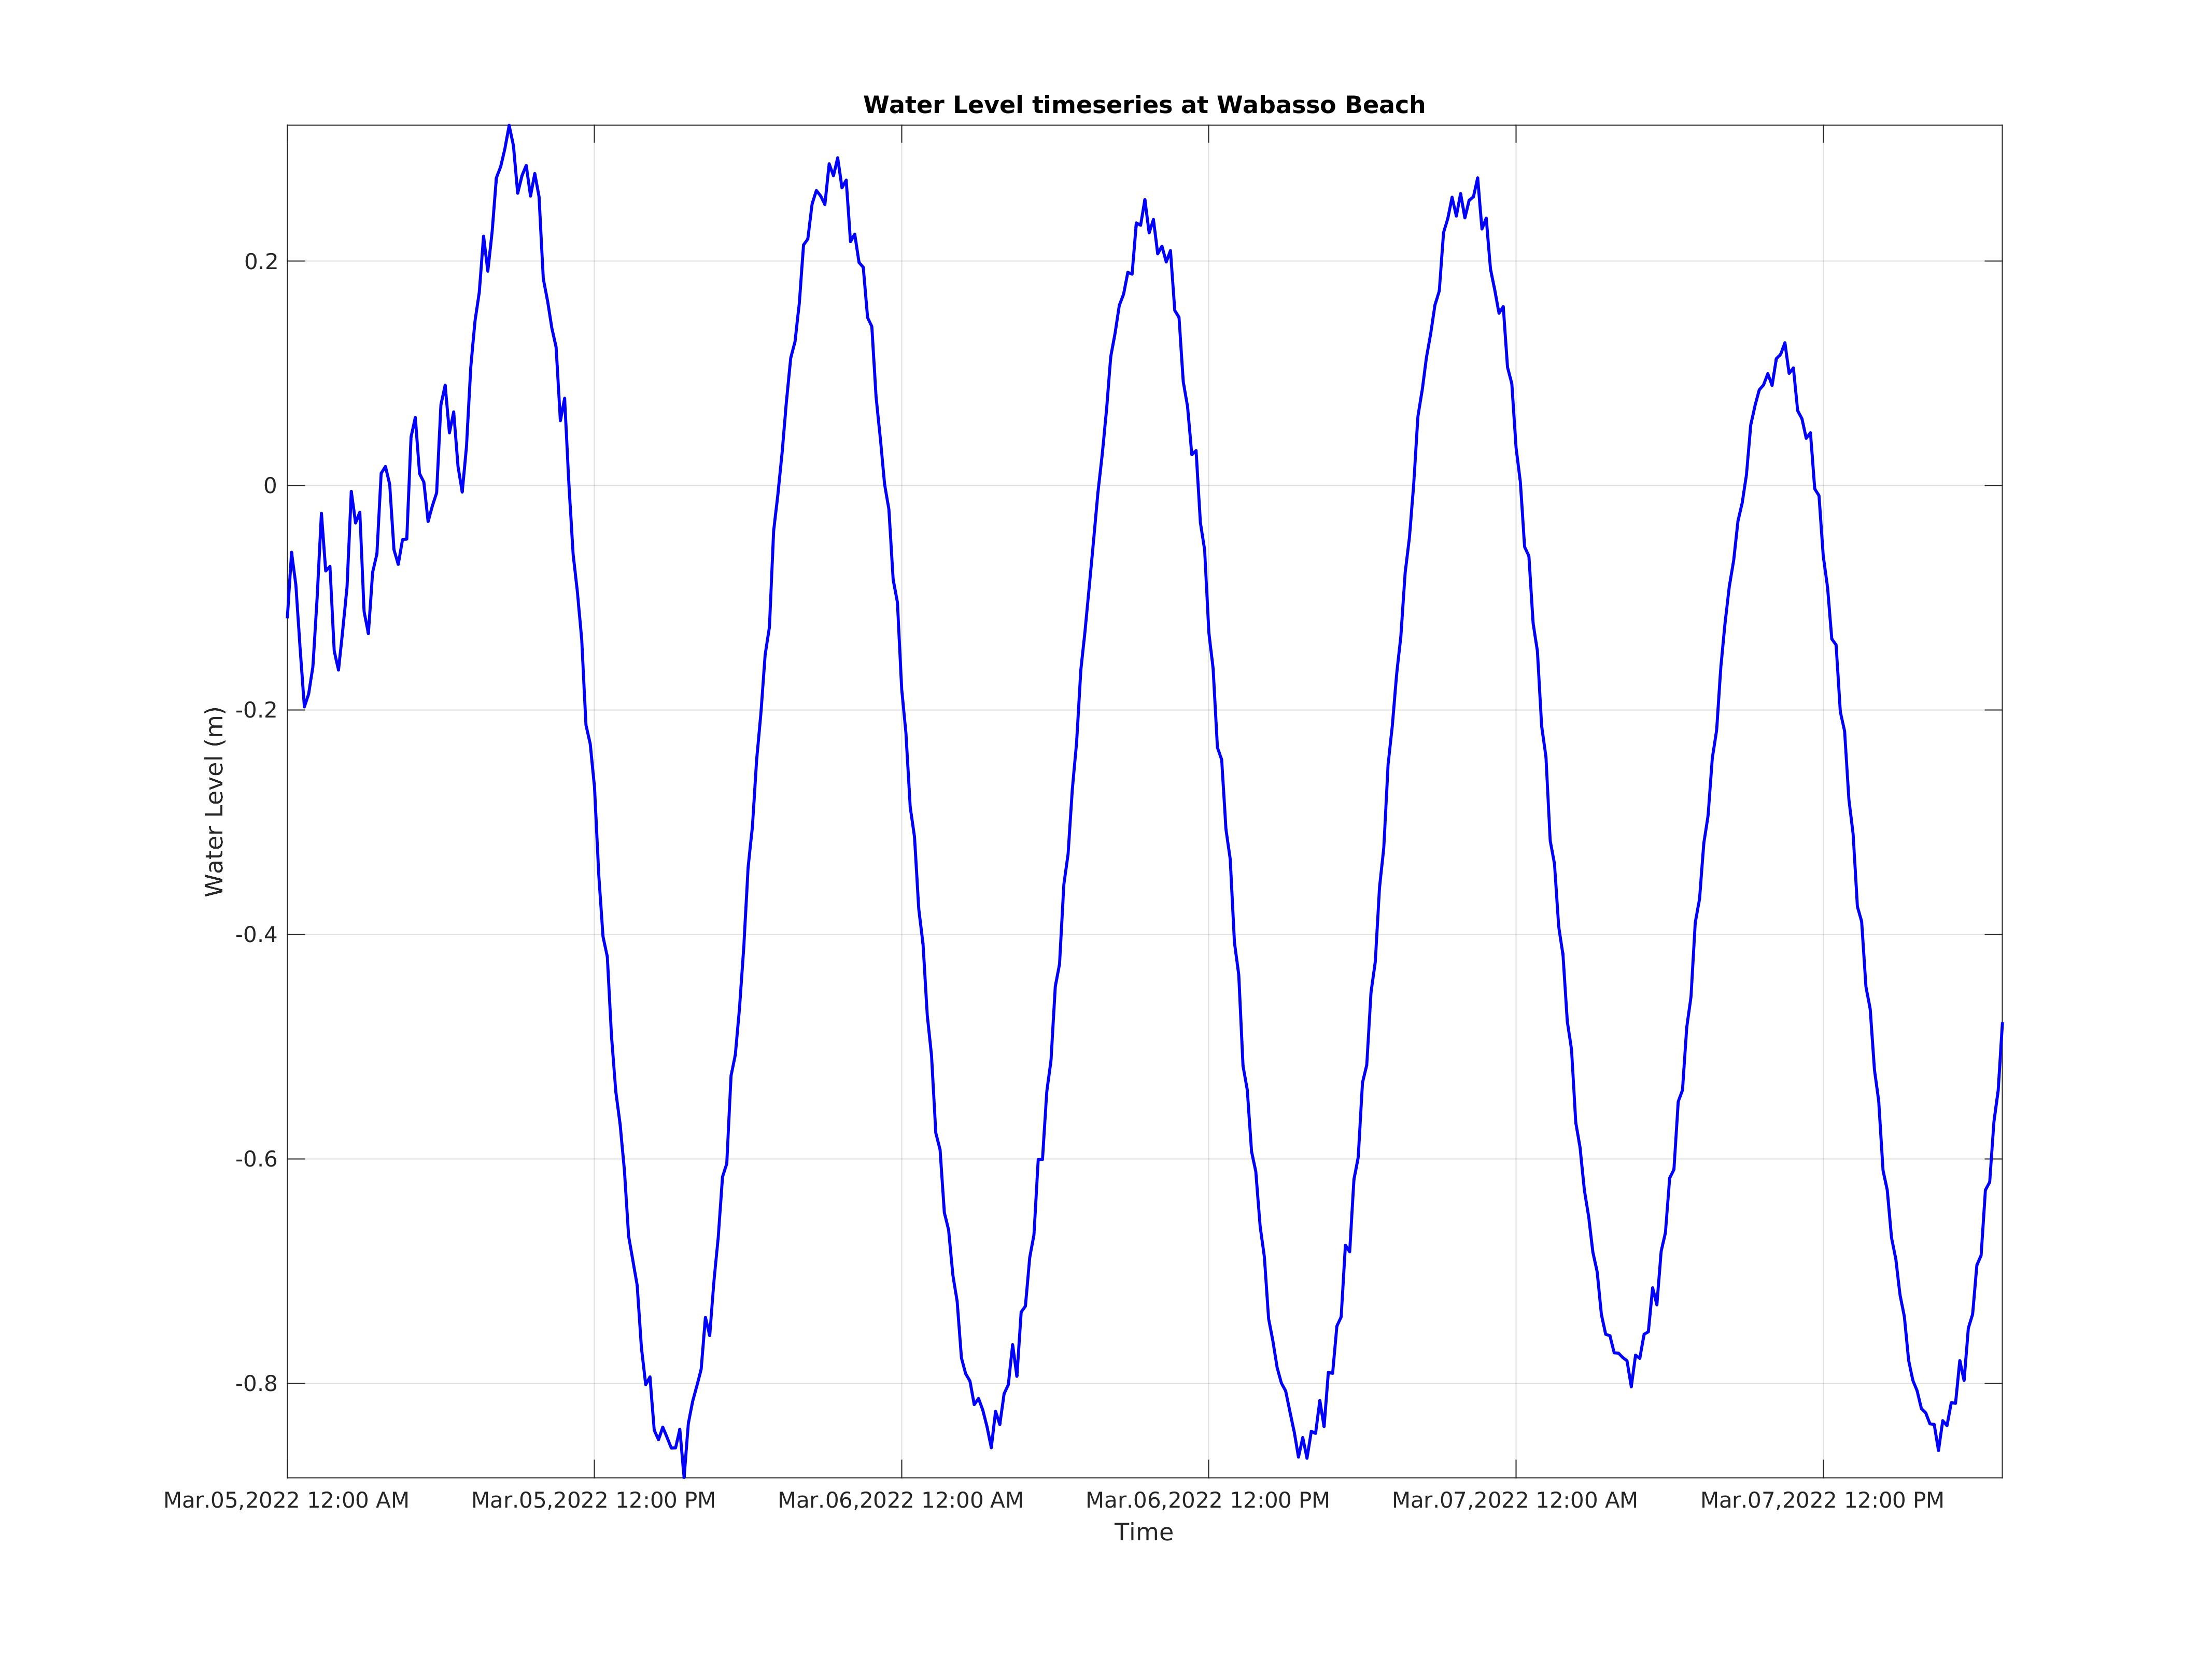 Water Level timeseries at Wabasso Beach
0.2
0
-0.2
-0.4
-0.6
-0.8
Water Level (m)
Mar.05,2022 12:00 AM Mar.05,2022 12:00 PM Mar.06,2022 12:00 AM Mar.06,2022 12:00 PM Mar.07,2022 12:00 AM Mar.07,2022 12:00 PM
Time